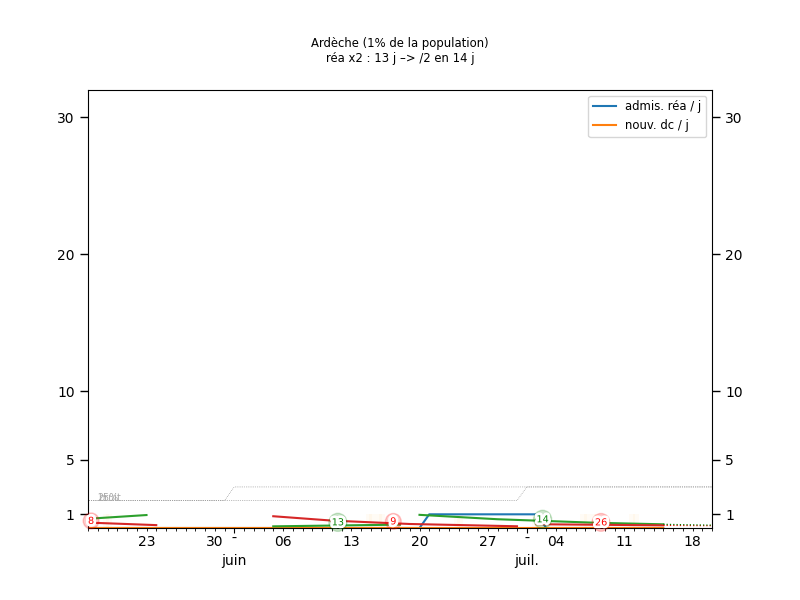 Ardèche (1% de la population)
réa x2 : 13 j –> /2 en 14 j
admis. réa / j
nouv. dc / j
30 30
20 20
10 10
5 5
1 1
8 13 9 14 26
23 30 - 06 13 20 27 - 04 11 18
juin juil.